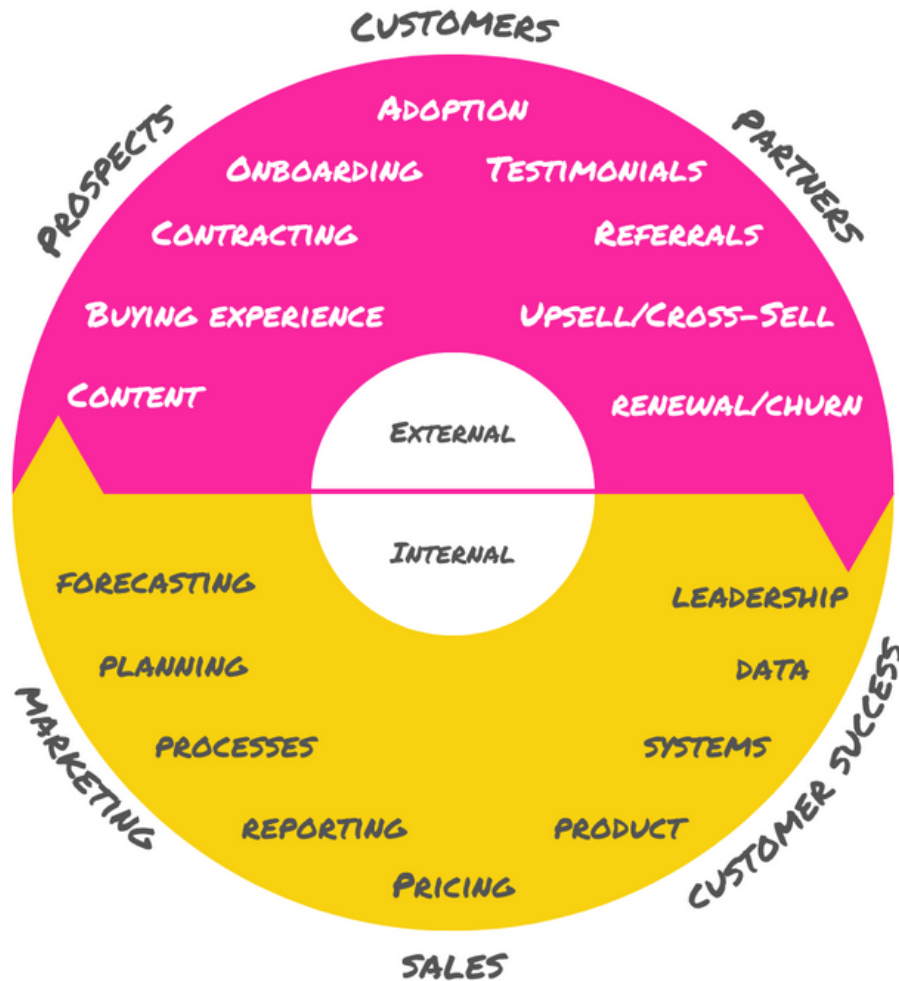 CUSTOMERS
PROSPECTS
PARTNERS
ADOPTION
ONBOARDING
TESTIMONIALS
CONTRACTING
REFERRALS
BUYING EXPERIENCE
UPSELL/CROSS-SELL
CONTENT
RENEWAL/CHURN
EXTERNAL
INTERNAL
FORECASTING
LEADERSHIP
PLANNING
DATA
PROCESSES
SYSTEMS
REPORTING
PRODUCT
PRICING
MARKETING
CUSTOMER SUCCESS
SALES